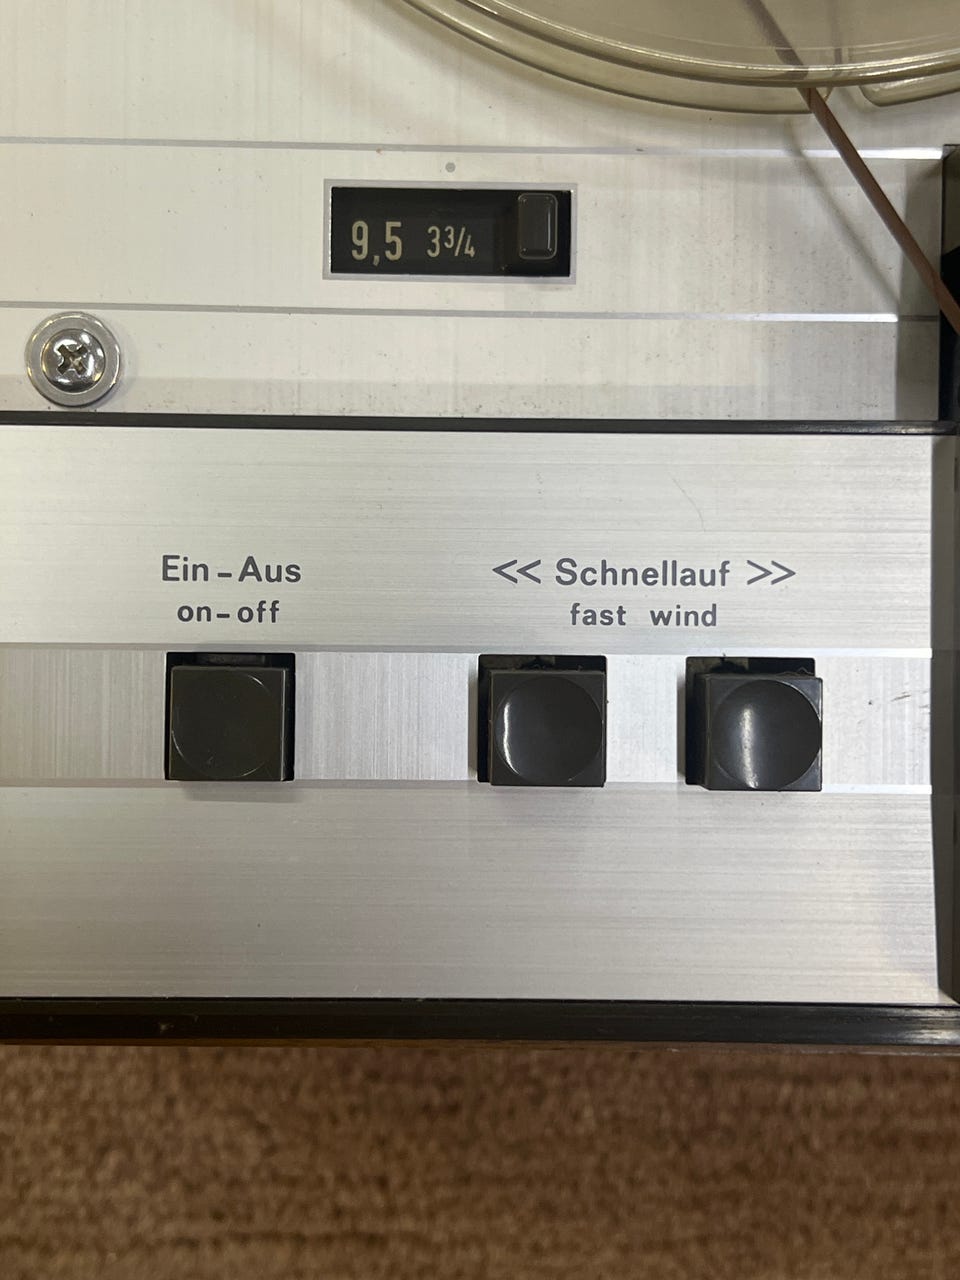 9,5 3¾
Ein-Aus
on-off
<< Schnellauf >>
fast wind